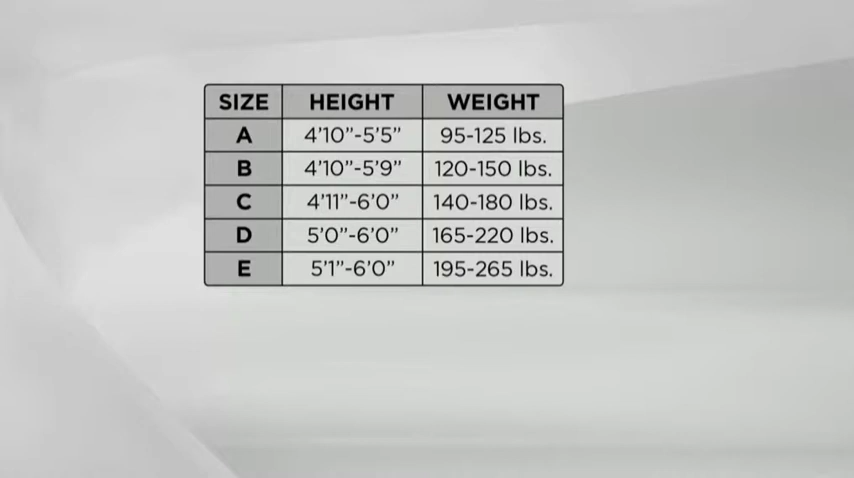 SIZE HEIGHT WEIGHT
A 4’10”-5’5” 95-125 lbs.
B 4’10”-5’9” 120-150 lbs.
C 4’11”-6’0” 140-180 lbs.
D 5’0”-6’0” 165-220 lbs.
E 5’1”-6’0” 195-265 lbs.